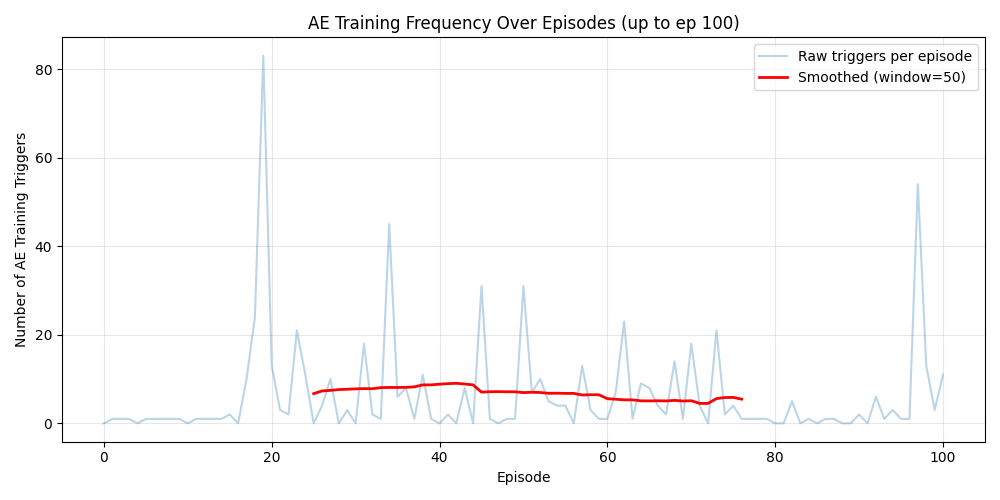 AE Training Frequency Over Episodes (up to ep 100)
Raw triggers per episode
Smoothed (window=50)
Number of AE Training Triggers
80
60
40
20
0
0 20 40 60 80 100
Episode